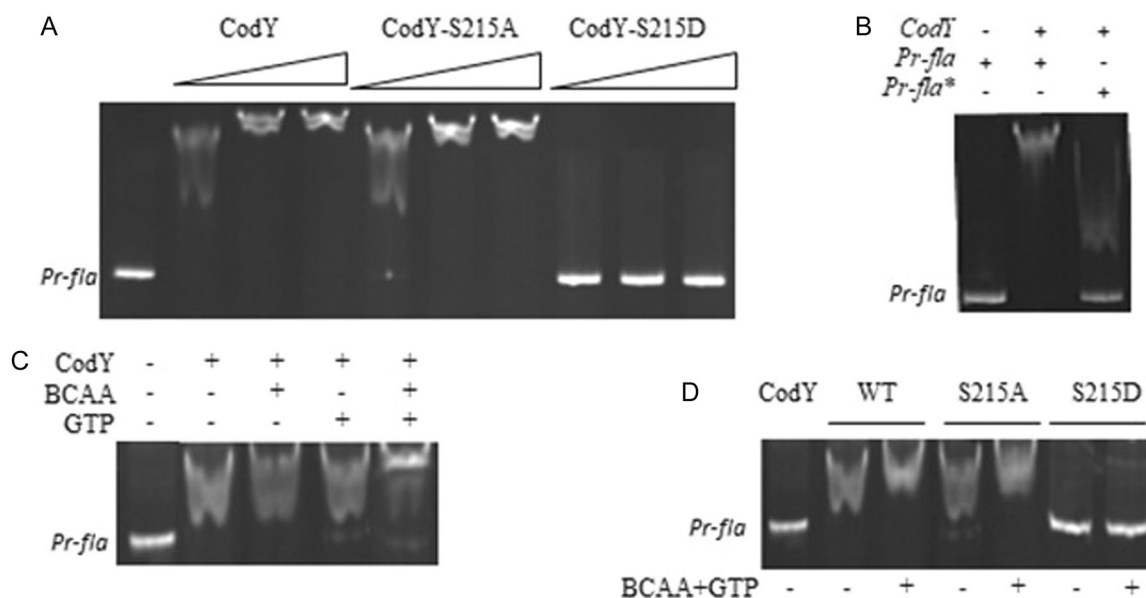 A
CodY CodY-S215A CodY-S215D
Pr-fla
B
CodY - + +
Pr-fla + + -
Pr-fla* - - +
Pr-fla
C
CodY - + + + +
BCAA - - + - +
GTP - - - + +
Pr-fla
D
CodY WT S215A S215D
Pr-fla
BCAA+GTP - - + - + - +